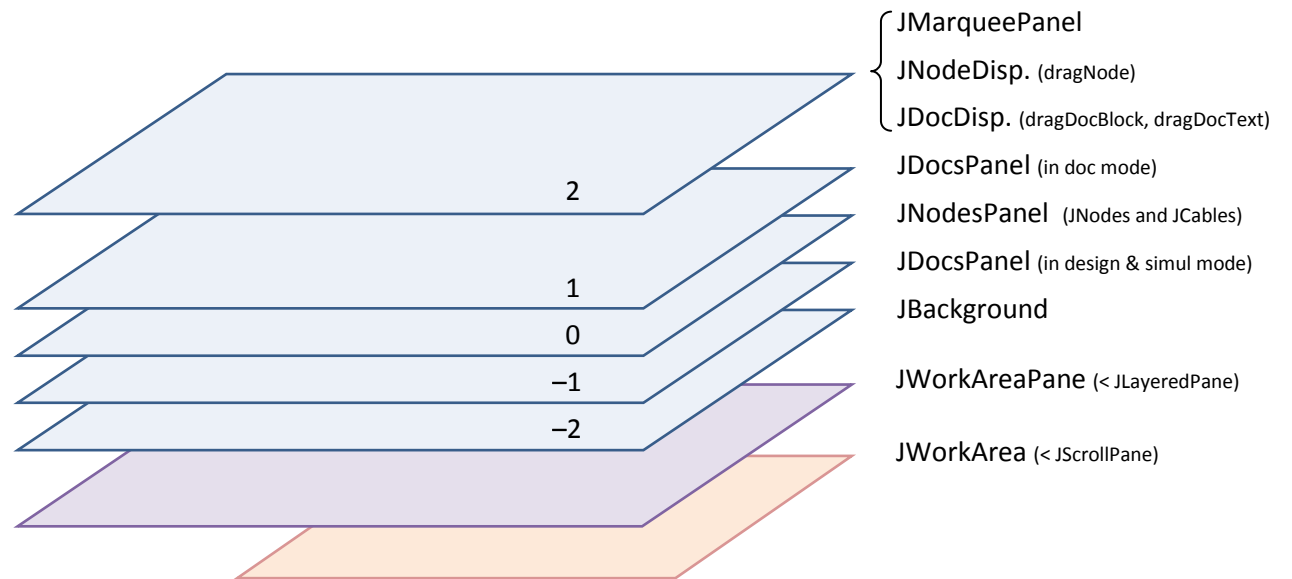 JMarqueePanel
JNodeDisp. (dragNode)
JDocDisp. (dragDocBlock, dragDocText)
JDocsPanel (in doc mode)
2
JNodesPanel (JNodes and JCables)
JDocsPanel (in design & simul mode)
1
JBackground
0
–1
JWorkAreaPane (< JLayeredPane)
–2
JWorkArea (< JScrollPane)